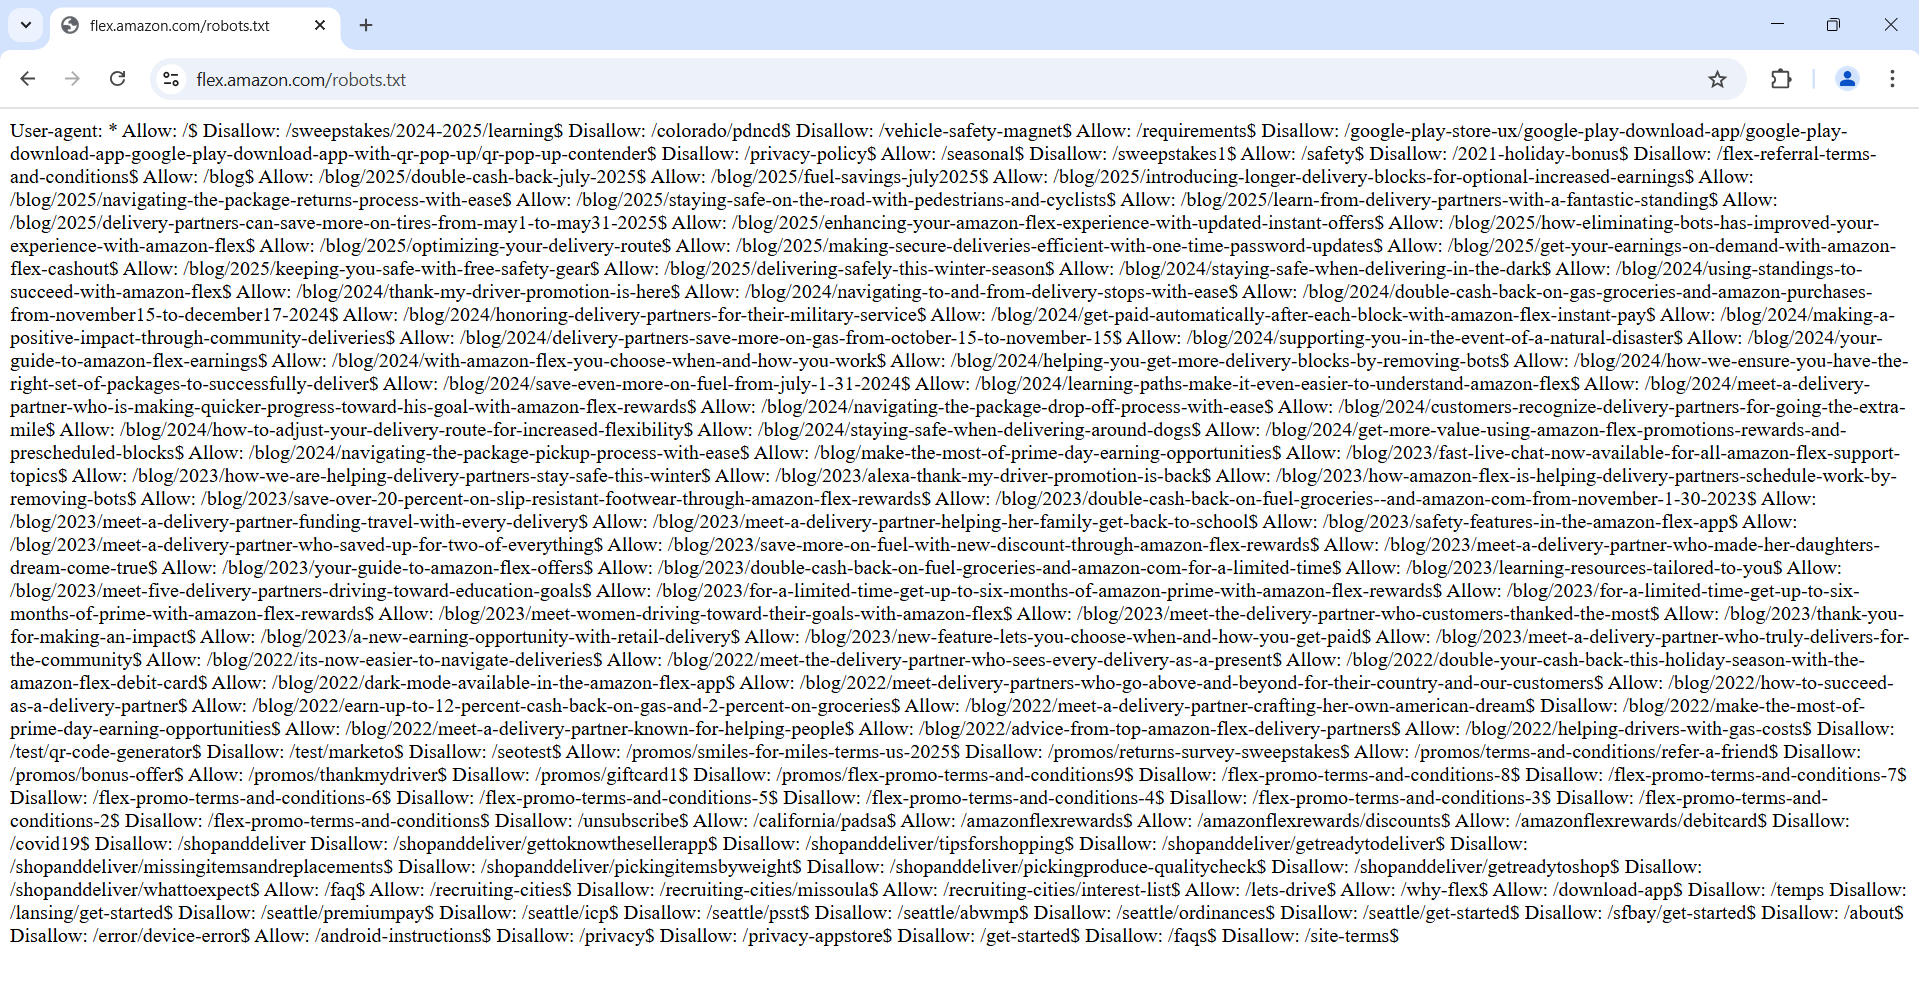 flex.amazon.com/robots.txt
flex.amazon.com/robots.txt
User-agent: * Allow: /$ Disallow: /sweepstakes/2024-2025/learning$ Disallow: /colorado/pdncd$ Disallow: /vehicle-safety-magnet$ Allow: /requirements$ Disallow: /google-play-store-ux/google-play-download-app/google-play-
download-app-google-play-download-app-with-qr-pop-up/qr-pop-up-contender$ Disallow: /privacy-policy$ Allow: /seasonal$ Disallow: /sweepstakes1$ Allow: /safety$ Disallow: /2021-holiday-bonus$ Disallow: /flex-referral-terms-
and-conditions$ Allow: /blog$ Allow: /blog/2025/double-cash-back-july-2025$ Allow: /blog/2025/fuel-savings-july2025$ Allow: /blog/2025/introducing-longer-delivery-blocks-for-optional-increased-earnings$ Allow:
/blog/2025/navigating-the-package-returns-process-with-ease$ Allow: /blog/2025/staying-safe-on-the-road-with-pedestrians-and-cyclists$ Allow: /blog/2025/learn-from-delivery-partners-with-a-fantastic-standing$ Allow:
/blog/2025/delivery-partners-can-save-more-on-tires-from-may1-to-may31-2025$ Allow: /blog/2025/enhancing-your-amazon-flex-experience-with-updated-instant-offers$ Allow: /blog/2025/how-eliminating-bots-has-improved-your-
experience-with-amazon-flex$ Allow: /blog/2025/optimizing-your-delivery-route$ Allow: /blog/2025/making-secure-deliveries-efficient-with-one-time-password-updates$ Allow: /blog/2025/get-your-earnings-on-demand-with-amazon-
flex-cashout$ Allow: /blog/2025/keeping-you-safe-with-free-safety-gear$ Allow: /blog/2025/delivering-safely-this-winter-season$ Allow: /blog/2024/staying-safe-when-delivering-in-the-dark$ Allow: /blog/2024/using-standings-to-
succeed-with-amazon-flex$ Allow: /blog/2024/thank-my-driver-promotion-is-here$ Allow: /blog/2024/navigating-to-and-from-delivery-stops-with-ease$ Allow: /blog/2024/double-cash-back-on-gas-groceries-and-amazon-purchases-
from-november15-to-december17-2024$ Allow: /blog/2024/honoring-delivery-partners-for-their-military-service$ Allow: /blog/2024/get-paid-automatically-after-each-block-with-amazon-flex-instant-pay$ Allow: /blog/2024/making-a-
positive-impact-through-community-deliveries$ Allow: /blog/2024/delivery-partners-save-more-on-gas-from-october-15-to-november-15$ Allow: /blog/2024/supporting-you-in-the-event-of-a-natural-disaster$ Allow: /blog/2024/your-
guide-to-amazon-flex-earnings$ Allow: /blog/2024/with-amazon-flex-you-choose-when-and-how-you-work$ Allow: /blog/2024/helping-you-get-more-delivery-blocks-by-removing-bots$ Allow: /blog/2024/how-we-ensure-you-have-the-
right-set-of-packages-to-successfully-deliver$ Allow: /blog/2024/save-even-more-on-fuel-from-july-1-31-2024$ Allow: /blog/2024/learning-paths-make-it-even-easier-to-understand-amazon-flex$ Allow: /blog/2024/meet-a-delivery-
partner-who-is-making-quicker-progress-toward-his-goal-with-amazon-flex-rewards$ Allow: /blog/2024/navigating-the-package-drop-off-process-with-ease$ Allow: /blog/2024/customers-recognize-delivery-partners-for-going-the-extra-
mile$ Allow: /blog/2024/how-to-adjust-your-delivery-route-for-increased-flexibility$ Allow: /blog/2024/staying-safe-when-delivering-around-dogs$ Allow: /blog/2024/get-more-value-using-amazon-flex-promotions-rewards-and-
prescheduled-blocks$ Allow: /blog/2024/navigating-the-package-pickup-process-with-ease$ Allow: /blog/make-the-most-of-prime-day-earning-opportunities$ Allow: /blog/2023/fast-live-chat-now-available-for-all-amazon-flex-support-
topics$ Allow: /blog/2023/how-we-are-helping-delivery-partners-stay-safe-this-winter$ Allow: /blog/2023/alexa-thank-my-driver-promotion-is-back$ Allow: /blog/2023/how-amazon-flex-is-helping-delivery-partners-schedule-work-by-
removing-bots$ Allow: /blog/2023/save-over-20-percent-on-slip-resistant-footwear-through-amazon-flex-rewards$ Allow: /blog/2023/double-cash-back-on-fuel-groceries--and-amazon-com-from-november-1-30-2023$ Allow:
/blog/2023/meet-a-delivery-partner-funding-travel-with-every-delivery$ Allow: /blog/2023/meet-a-delivery-partner-helping-her-family-get-back-to-school$ Allow: /blog/2023/safety-features-in-the-amazon-flex-app$ Allow:
/blog/2023/meet-a-delivery-partner-who-saved-up-for-two-of-everything$ Allow: /blog/2023/save-more-on-fuel-with-new-discount-through-amazon-flex-rewards$ Allow: /blog/2023/meet-a-delivery-partner-who-made-her-daughters-
dream-come-true$ Allow: /blog/2023/your-guide-to-amazon-flex-offers$ Allow: /blog/2023/double-cash-back-on-fuel-groceries-and-amazon-com-for-a-limited-time$ Allow: /blog/2023/learning-resources-tailored-to-you$ Allow:
/blog/2023/meet-five-delivery-partners-driving-toward-education-goals$ Allow: /blog/2023/for-a-limited-time-get-up-to-six-months-of-amazon-prime-with-amazon-flex-rewards$ Allow: /blog/2023/for-a-limited-time-get-up-to-six-
months-of-prime-with-amazon-flex-rewards$ Allow: /blog/2023/meet-women-driving-toward-their-goals-with-amazon-flex$ Allow: /blog/2023/meet-the-delivery-partner-who-customers-thanked-the-most$ Allow: /blog/2023/thank-you-
for-making-an-impact$ Allow: /blog/2023/a-new-earning-opportunity-with-retail-delivery$ Allow: /blog/2023/new-feature-lets-you-choose-when-and-how-you-get-paid$ Allow: /blog/2023/meet-a-delivery-partner-who-truly-delivers-for-
the-community$ Allow: /blog/2022/its-now-easier-to-navigate-deliveries$ Allow: /blog/2022/meet-the-delivery-partner-who-sees-every-delivery-as-a-present$ Allow: /blog/2022/double-your-cash-back-this-holiday-season-with-the-
amazon-flex-debit-card$ Allow: /blog/2022/dark-mode-available-in-the-amazon-flex-app$ Allow: /blog/2022/meet-delivery-partners-who-go-above-and-beyond-for-their-country-and-our-customers$ Allow: /blog/2022/how-to-succeed-
as-a-delivery-partner$ Allow: /blog/2022/earn-up-to-12-percent-cash-back-on-gas-and-2-percent-on-groceries$ Allow: /blog/2022/meet-a-delivery-partner-crafting-her-own-american-dream$ Disallow: /blog/2022/make-the-most-of-
prime-day-earning-opportunities$ Allow: /blog/2022/meet-a-delivery-partner-known-for-helping-people$ Allow: /blog/2022/advice-from-top-amazon-flex-delivery-partners$ Allow: /blog/2022/helping-drivers-with-gas-costs$ Disallow:
/test/qr-code-generator$ Disallow: /test/marketo$ Disallow: /seotest$ Allow: /promos/smiles-for-miles-terms-us-2025$ Disallow: /promos/returns-survey-sweepstakes$ Allow: /promos/terms-and-conditions/refer-a-friend$ Disallow:
/promos/bonus-offer$ Allow: /promos/thankmydriver$ Disallow: /promos/giftcard1$ Disallow: /promos/flex-promo-terms-and-conditions9$ Disallow: /flex-promo-terms-and-conditions-8$ Disallow: /flex-promo-terms-and-conditions-7$
Disallow: /flex-promo-terms-and-conditions-6$ Disallow: /flex-promo-terms-and-conditions-5$ Disallow: /flex-promo-terms-and-conditions-4$ Disallow: /flex-promo-terms-and-conditions-3$ Disallow: /flex-promo-terms-and-
conditions-2$ Disallow: /flex-promo-terms-and-conditions$ Disallow: /unsubscribe$ Allow: /california/padsa$ Allow: /amazonflexrewards$ Allow: /amazonflexrewards/discounts$ Allow: /amazonflexrewards/debitcard$ Disallow:
/covid19$ Disallow: /shopanddeliver Disallow: /shopanddeliver/gettoknowthesellerapp$ Disallow: /shopanddeliver/tipsforshopping$ Disallow: /shopanddeliver/getreadytodeliver$ Disallow:
/shopanddeliver/missingitemsandreplacements$ Disallow: /shopanddeliver/pickingitemsbyweight$ Disallow: /shopanddeliver/pickingproduce-qualitycheck$ Disallow: /shopanddeliver/getreadytoshop$ Disallow:
/shopanddeliver/whattoexpect$ Allow: /faq$ Allow: /recruiting-cities$ Disallow: /recruiting-cities/missoula$ Allow: /recruiting-cities/interest-list$ Allow: /lets-drive$ Allow: /why-flex$ Allow: /download-app$ Disallow: /temps Disallow:
/lansing/get-started$ Disallow: /seattle/premiumpay$ Disallow: /seattle/icp$ Disallow: /seattle/psst$ Disallow: /seattle/abwmp$ Disallow: /seattle/ordinances$ Disallow: /seattle/get-started$ Disallow: /sfbay/get-started$ Disallow: /about$
Disallow: /error/device-error$ Allow: /android-instructions$ Disallow: /privacy$ Disallow: /privacy-appstore$ Disallow: /get-started$ Disallow: /faqs$ Disallow: /site-terms$